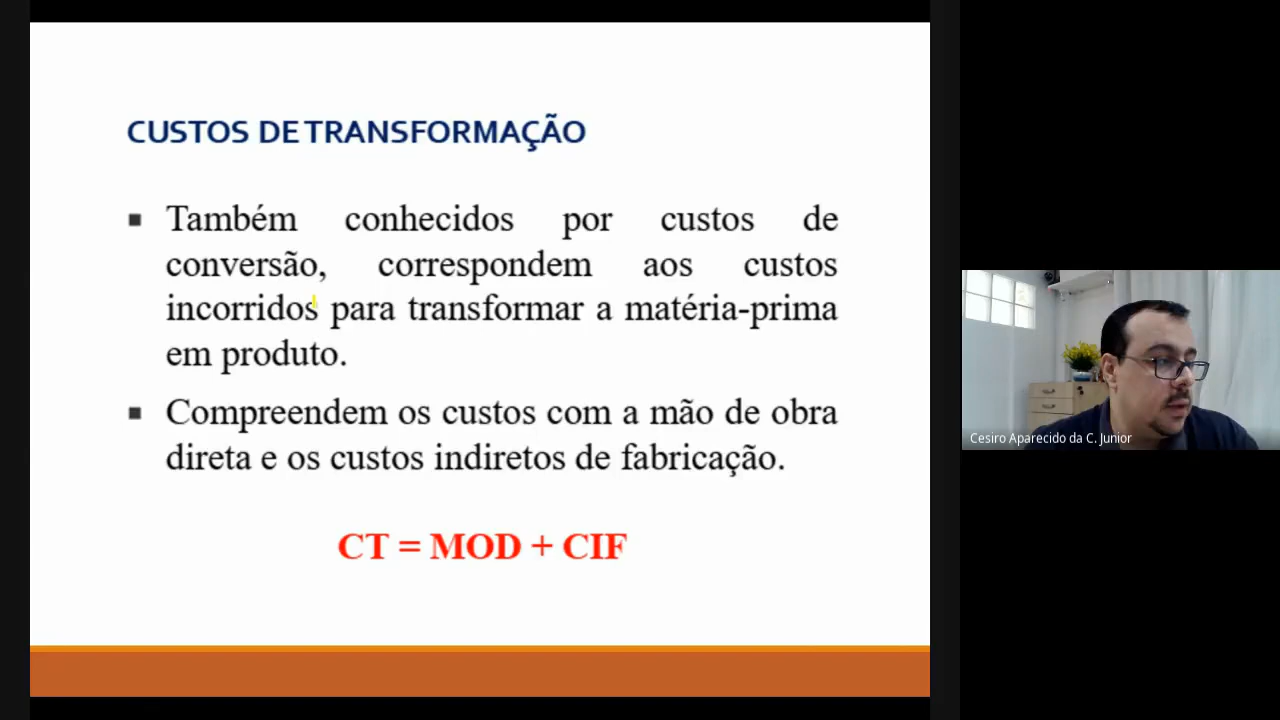 CUSTOS DE TRANSFORMAÇÃO
▪ Também conhecidos por custos de
conversão, correspondem aos custos
incorridos para transformar a matéria-prima
em produto.
▪ Compreendem os custos com a mão de obra
direta e os custos indiretos de fabricação.
CT = MOD + CIF
Cesiro Aparecido da C. Junior